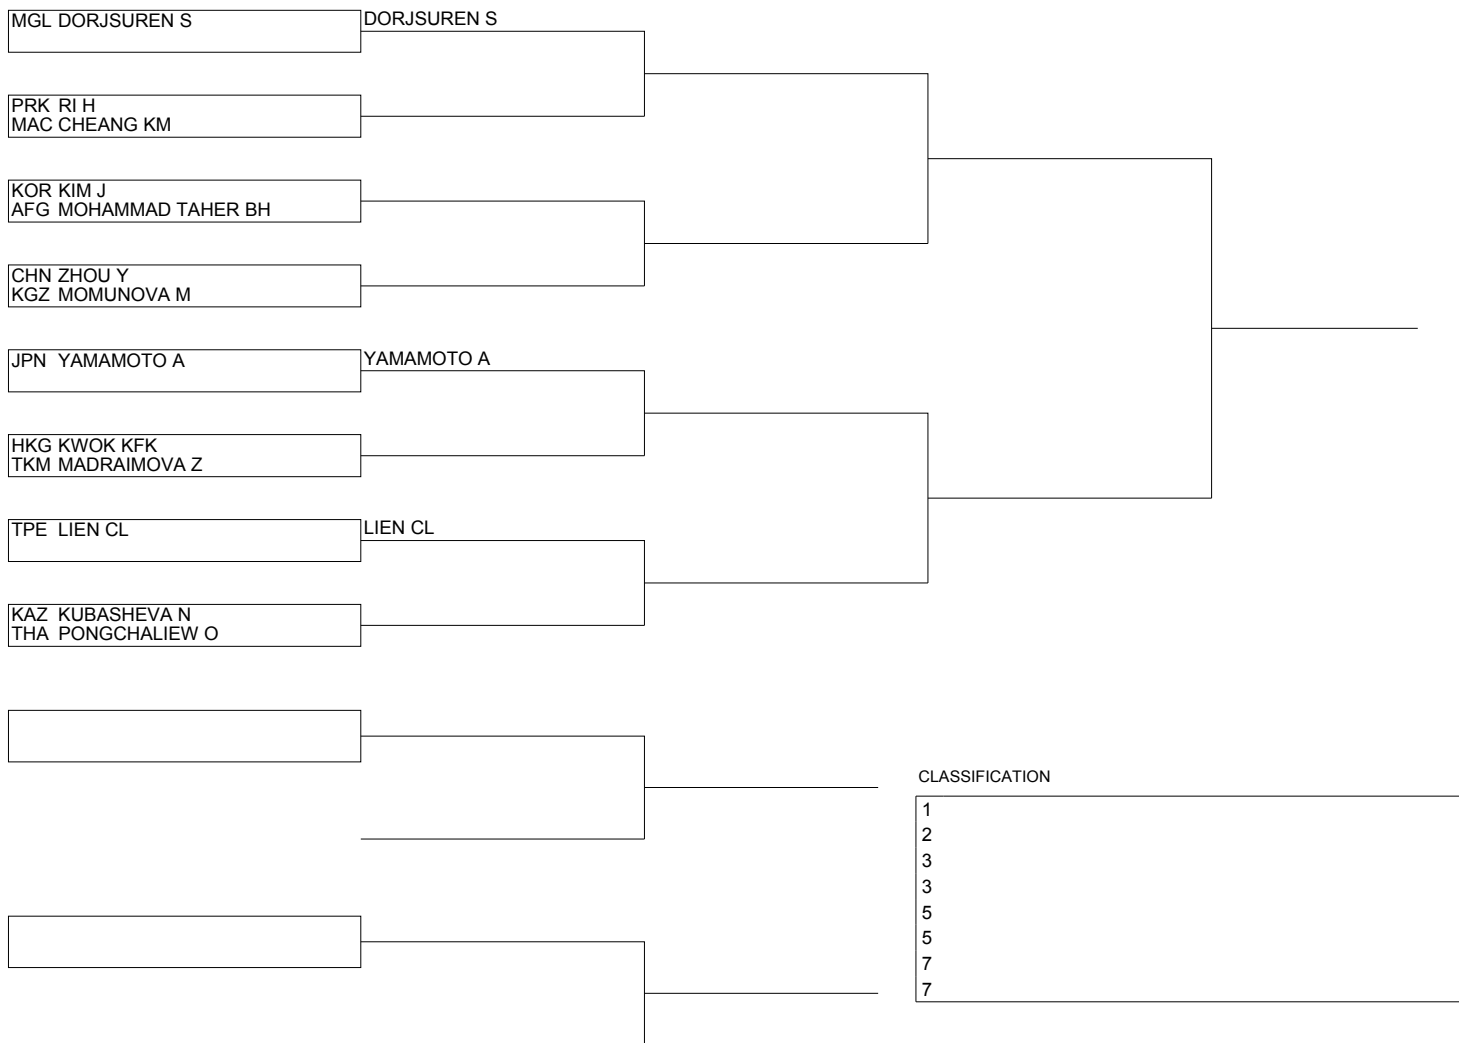 MGL DORJSUREN S
DORJSUREN S
PRK RI H
MAC CHEANG KM
KOR KIM J
AFG MOHAMMAD TAHER BH
CHN ZHOU Y
KGZ MOMUNOVA M
JPN YAMAMOTO A
YAMAMOTO A
HKG KWOK KFK
TKM MADRAIMOVA Z
TPE LIEN CL
LIEN CL
KAZ KUBASHEVA N
THA PONGCHALIEW O
CLASSIFICATION
1
2
3
3
5
5
7
7